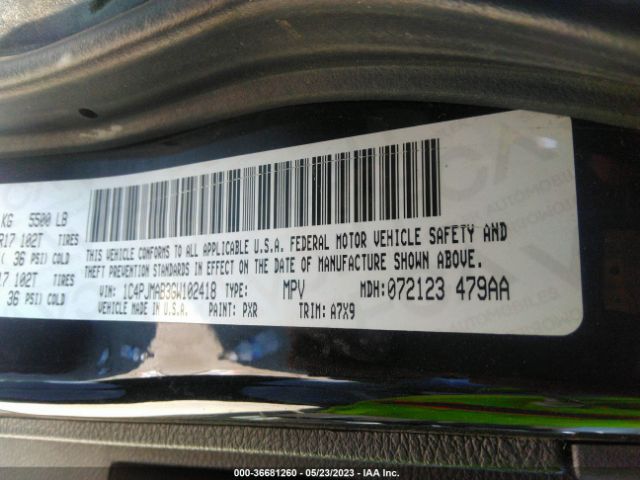 KG 5500 LB
R17 102T TIRES
( 36 PSI) COLD
17 102T TIRES
36 PSI) COLD
THIS VEHICLE CONFORMS TO ALL APPLICABLE U.S.A. FEDERAL MOTOR VEHICLE SAFETY AND
THEFT PREVENTION STANDARDS IN EFFECT ON THE DATE OF MANUFACTURE SHOWN ABOVE.
VIN: 1C4PJMAB3GW102418 TYPE: MPV MDH:072123 479AA
VEHICLE MADE IN U.S.A. PAINT: PXR TRIM: A7X9
000-36681260 - 05/23/2023 - IAA Inc.